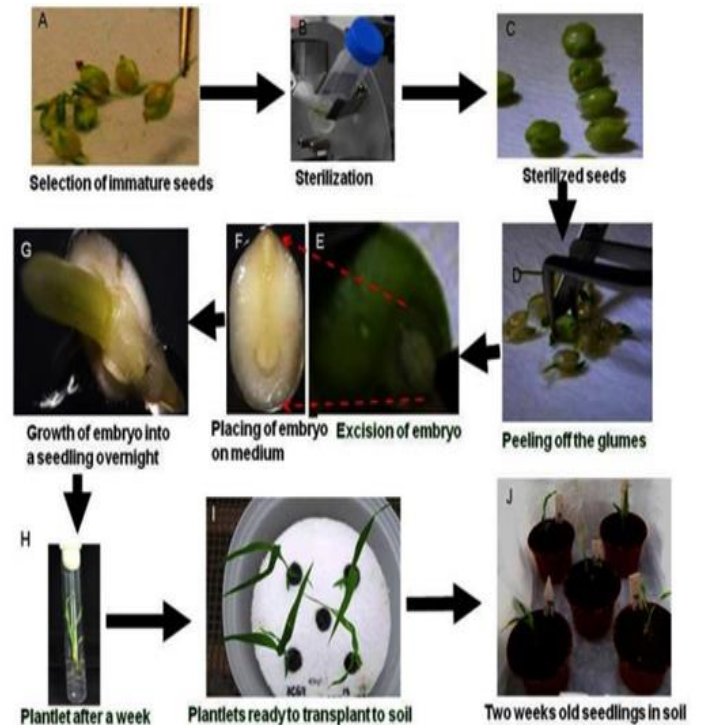 A
B
C
Selection of immature seeds
Sterilization
Sterilized seeds
G
F
E
D
Growth of embryo into
a seedling overnight
Placing of embryo
on medium
Excision of embryo
Peeling off the glumes
H
I
J
Plantlet after a week
Plantlets ready to transplant to soil
Two weeks old seedlings in soil